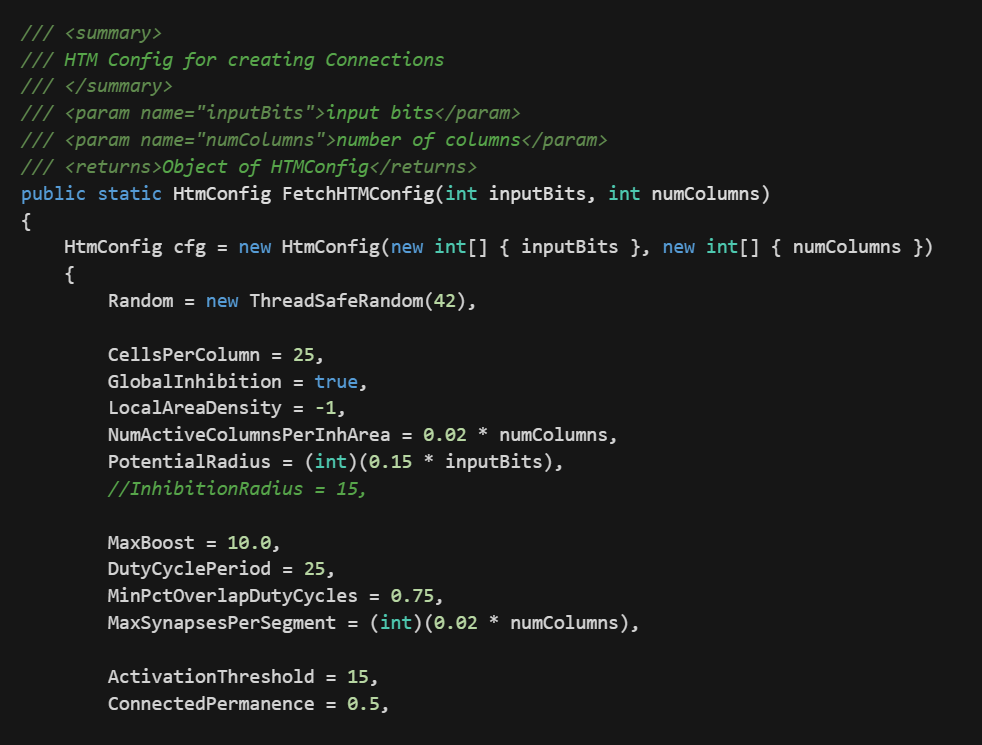 /// <summary>
/// HTM Config for creating Connections
/// </summary>
/// <param name="inputBits">input bits</param>
/// <param name="numColumns">number of columns</param>
/// <returns>Object of HTMConfig</returns>
public static HtmConfig FetchHTMConfig(int inputBits, int numColumns)
{
    HtmConfig cfg = new HtmConfig(new int[] { inputBits }, new int[] { numColumns })
    {
        Random = new ThreadSafeRandom(42),

        CellsPerColumn = 25,
        GlobalInhibition = true,
        LocalAreaDensity = -1,
        NumActiveColumnsPerInhArea = 0.02 * numColumns,
        PotentialRadius = (int)(0.15 * inputBits),
        //InhibitionRadius = 15,

        MaxBoost = 10.0,
        DutyCyclePeriod = 25,
        MinPctOverlapDutyCycles = 0.75,
        MaxSynapsesPerSegment = (int)(0.02 * numColumns),

        ActivationThreshold = 15,
        ConnectedPermanence = 0.5,